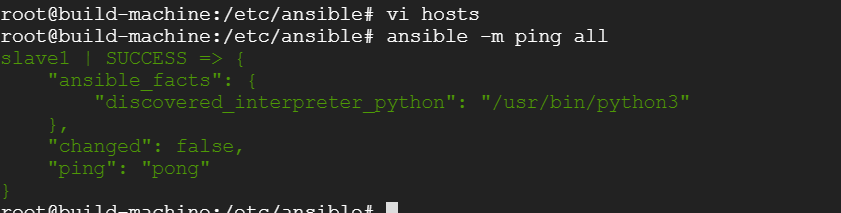 root@build-machine:/etc/ansible# vi hosts
root@build-machine:/etc/ansible# ansible -m ping all
slave1 | SUCCESS => {
    "ansible_facts": {
        "discovered_interpreter_python": "/usr/bin/python3"
    },
    "changed": false,
    "ping": "pong"
}
root@build-machine:/etc/ansible#